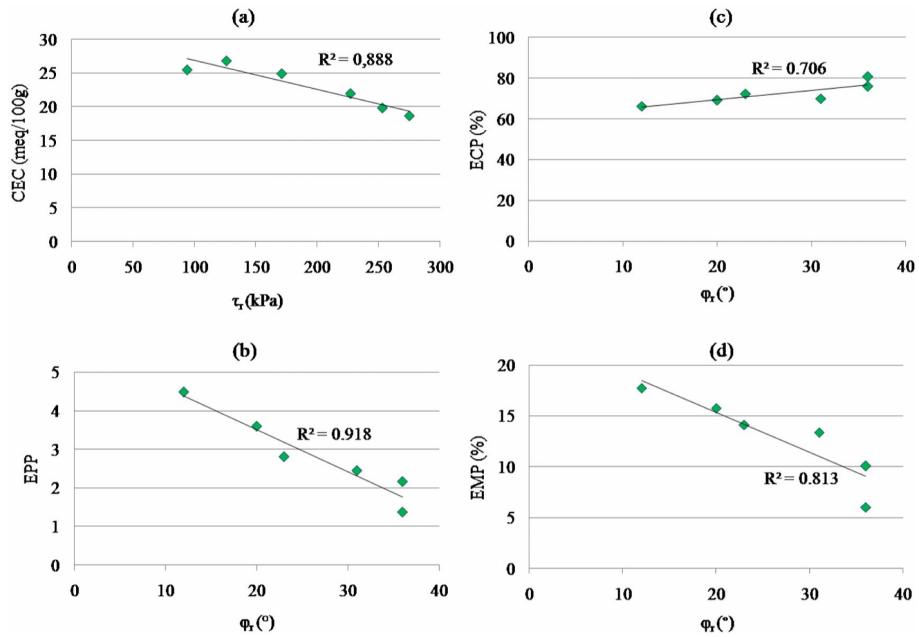 (a)
30
25
20
15
10
5
0
CEC (meq/100g)
R² = 0,888
0 50 100 150 200 250 300
τr (kPa)
(c)
100
80
60
40
20
0
ECP (%)
R² = 0.706
0 10 20 30 40
φr (°)
(b)
5
4
3
2
1
0
EPP
R² = 0.918
0 10 20 30 40
φr (°)
(d)
20
15
10
5
0
EMP (%)
R² = 0.813
0 10 20 30 40
φr (°)